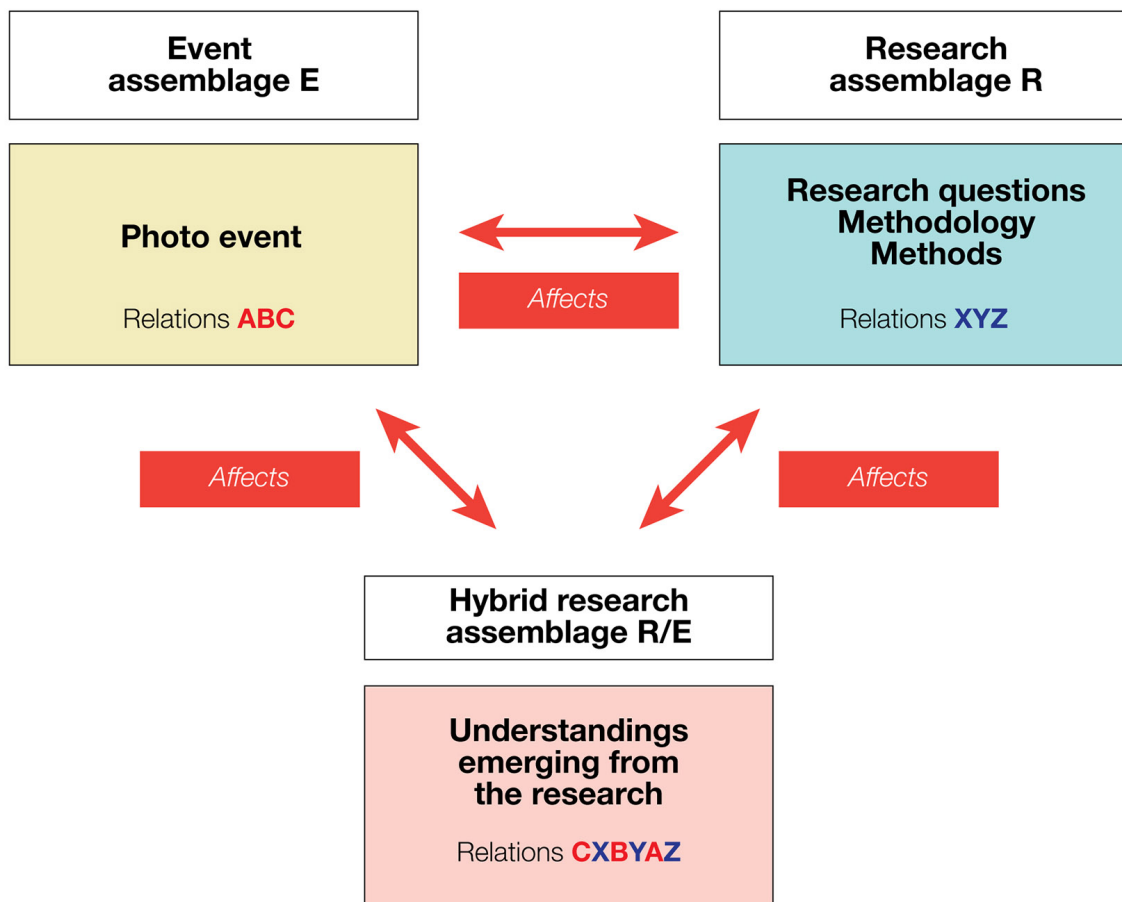 Event
assemblage E
Research
assemblage R
Photo event
Relations ABC
Affects
Research questions
Methodology
Methods
Relations XYZ
Affects
Affects
Hybrid research
assemblage R/E
Understandings
emerging from
the research
Relations CXBYAZ